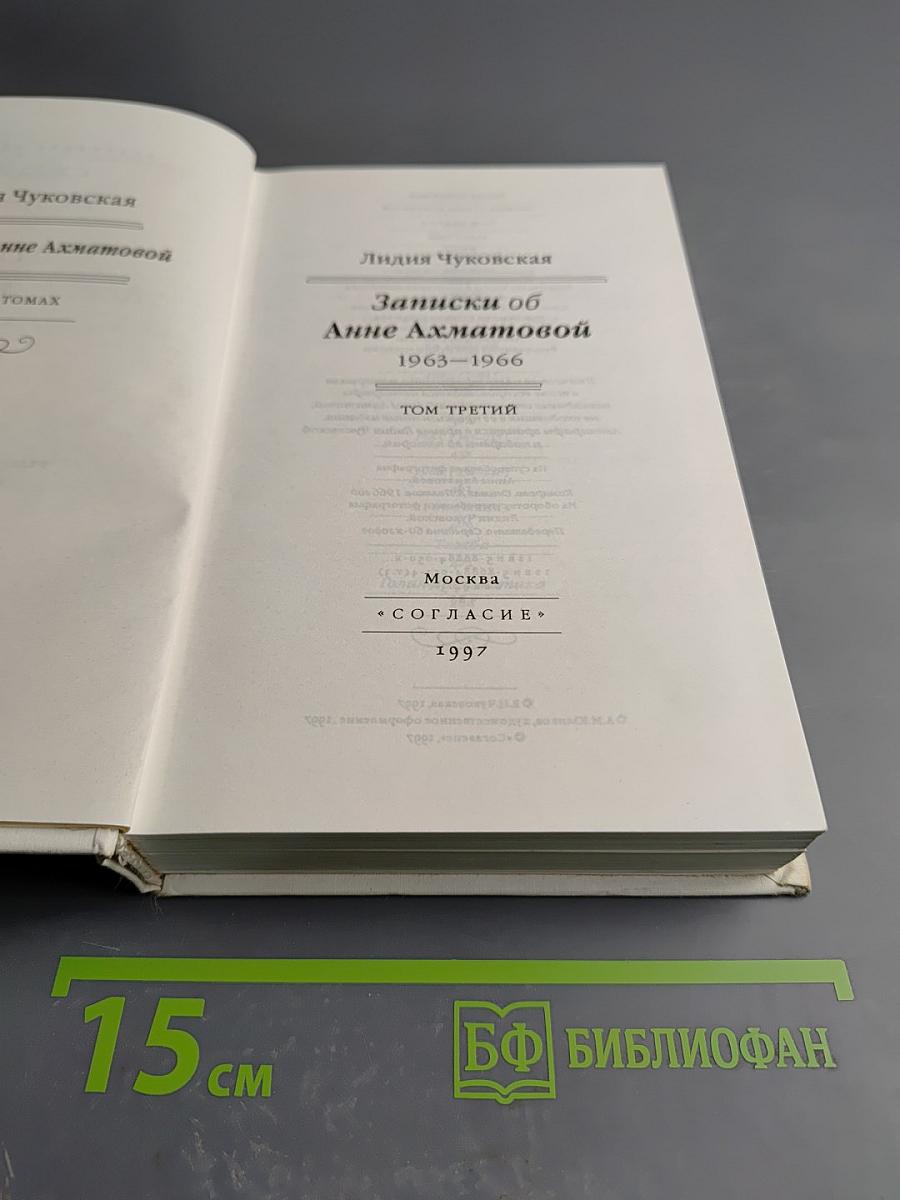 Чуковская
Анне Ахматовой
ТОМАХ
Лидия Чуковская
Записки об
Анне Ахматовой
1963—1966
ТОМ ТРЕТИЙ
Москва
«СОГЛАСИЕ»
1997
15 см
БФ БИБЛИОФАН